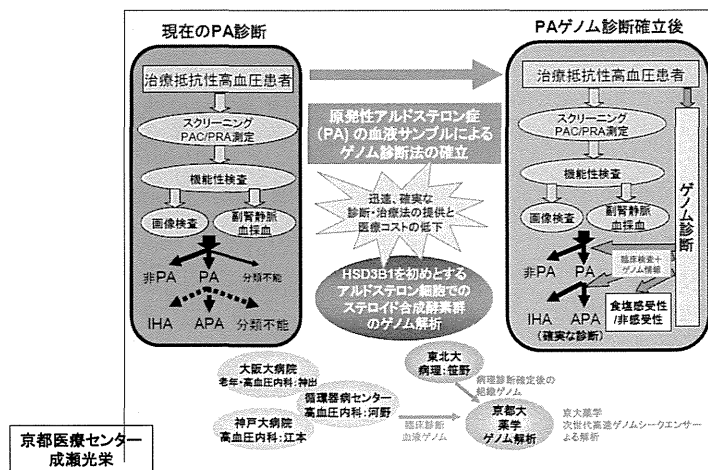 現在のPA診断
治療抵抗性高血圧患者
スクリーニング
PAC/PRA測定
機能性検査
画像検査
副腎静脈
血採血
非PA
PA
分類不能
IHA
APA
分類不能
原発性アルドステロン症
(PA)の血液サンプルによる
ゲノム診断法の確立
迅速、確実な
診断・治療法の提供と
医療コストの低下
HSD3B1を初めとする
アルドステロン細胞での
ステロイド合成酵素群
のゲノム解析
PAゲノム診断確立後
治療抵抗性高血圧患者
スクリーニング
PAC/PRA測定
機能性検査
画像検査
副腎静脈
血採血
ゲノム診断
非PA
PA
臨床検査+
ゲノム情報
IHA
APA
(確実な診断)
食塩感受性
/非感受性
大阪大病院
老年・高血圧内科:神出
循環器病センター
高血圧内科:河野
神戸大病院
高血圧内科:江本
東北大
病理:笹野
病理診断確定後の
組織ゲノム
臨床診断
血液ゲノム
京都大
薬学
ゲノム解析
京大薬学
次世代高速ゲノムシークエンサー
よる解析
京都医療センター
成瀬光栄